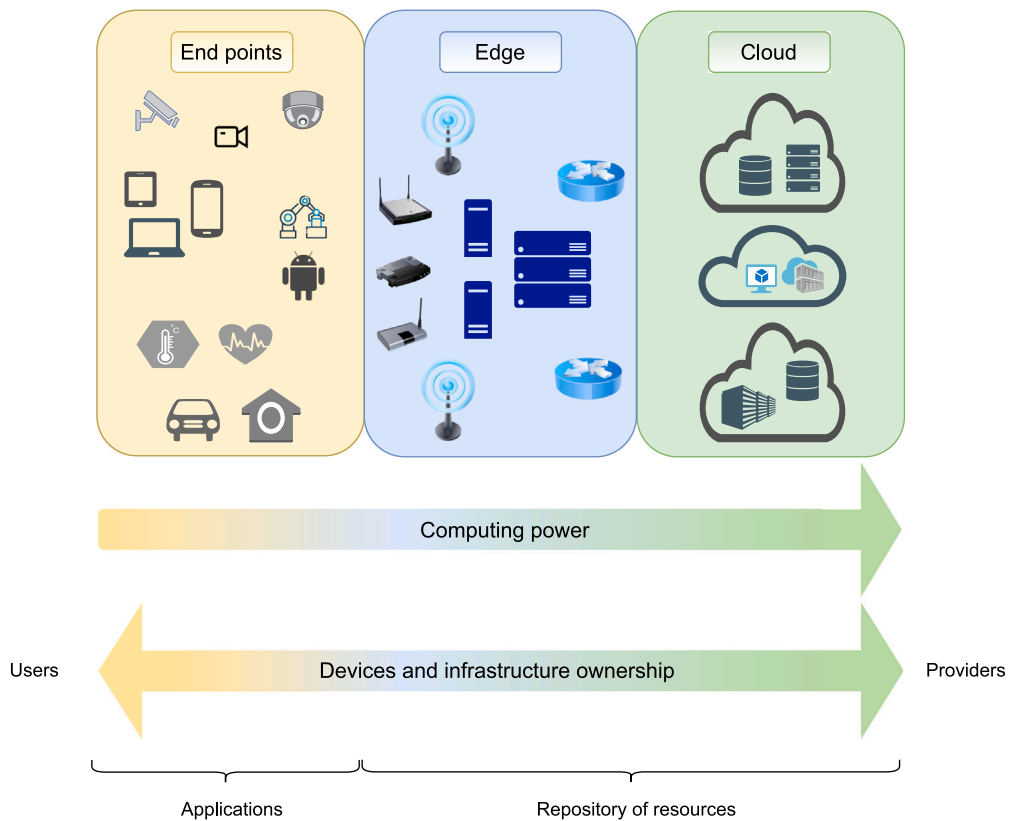 End points
Edge
Cloud
°C
Computing power
Users
Devices and infrastructure ownership
Providers
Applications
Repository of resources